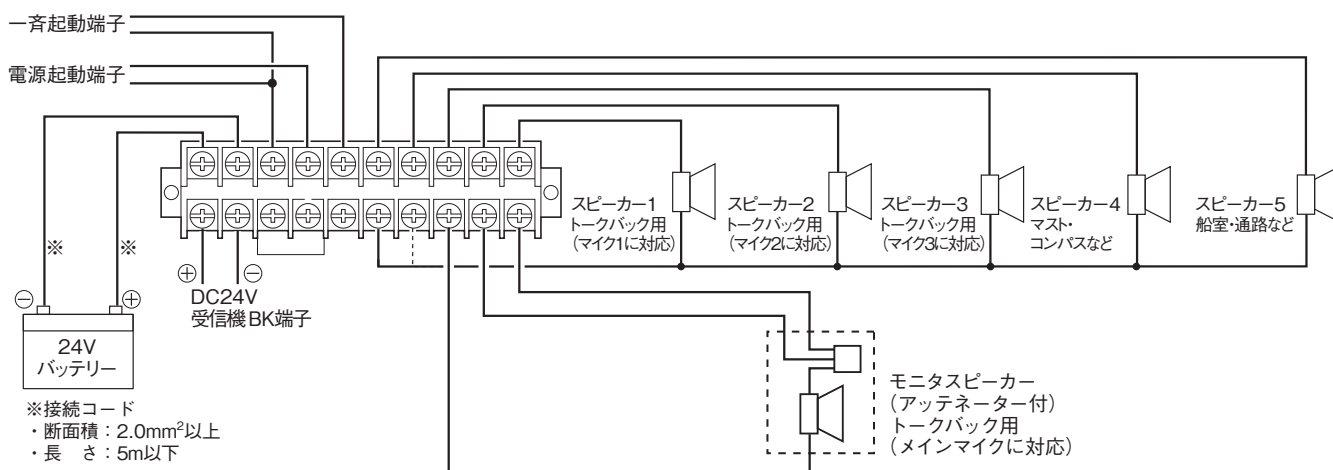 一斉起動端子
電源起動端子
※
※
⊖
⊕
24V
バッテリー
⊕
⊖
DC24V
受信機BK端子
※接続コード
・断面積：2.0mm²以上
・長　さ：5m以下
スピーカー1
トークバック用
（マイク1に対応）
スピーカー2
トークバック用
（マイク2に対応）
スピーカー3
トークバック用
（マイク3に対応）
スピーカー4
マスト・
コンパスなど
スピーカー5
船室・通路など
モニタスピーカー
（アッテネーター付）
トークバック用
（メインマイクに対応）